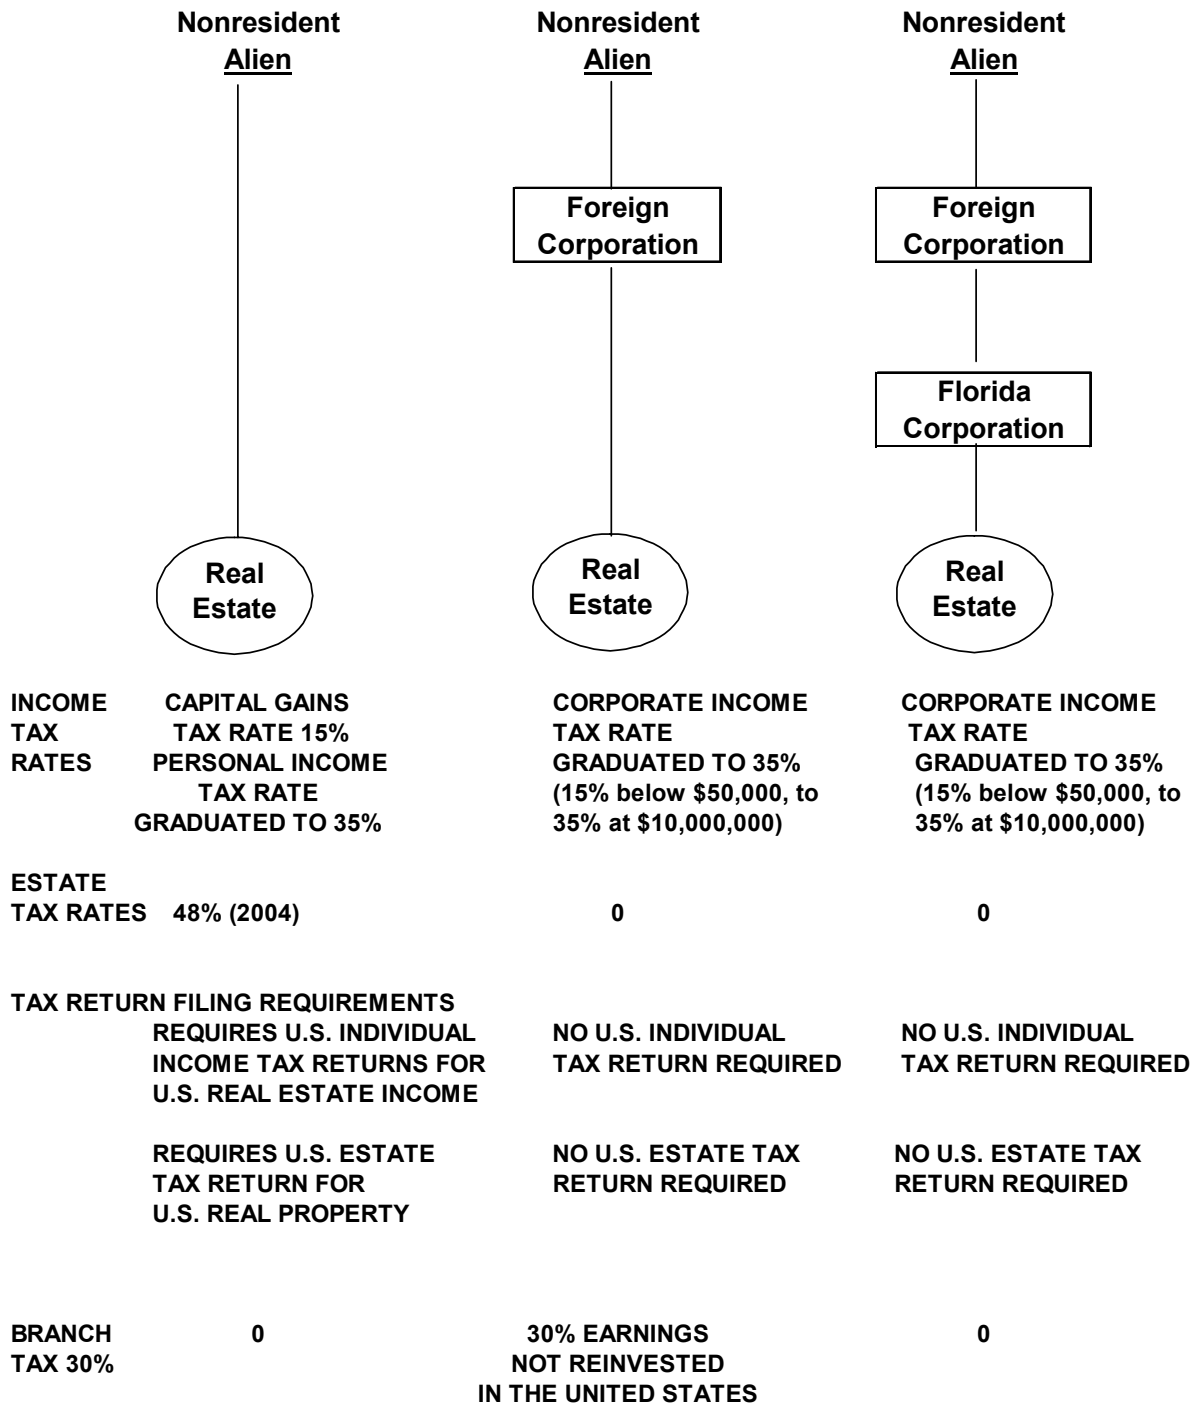 Nonresident Nonresident Nonresident
Alien Alien Alien
Foreign Foreign
Corporation Corporation
Florida
Corporation
Real Real Real
Estate Estate Estate
INCOME CAPITAL GAINS CORPORATE INCOME CORPORATE INCOME
TAX TAX RATE 15% TAX RATE TAX RATE
RATES PERSONAL INCOME GRADUATED TO 35% GRADUATED TO 35%
TAX RATE (15% below $50,000, to (15% below $50,000, to
GRADUATED TO 35% 35% at $10,000,000) 35% at $10,000,000)
ESTATE
TAX RATES 48% (2004) 0 0
TAX RETURN FILING REQUIREMENTS
REQUIRES U.S. INDIVIDUAL NO U.S. INDIVIDUAL NO U.S. INDIVIDUAL
INCOME TAX RETURNS FOR TAX RETURN REQUIRED TAX RETURN REQUIRED
U.S. REAL ESTATE INCOME
REQUIRES U.S. ESTATE NO U.S. ESTATE TAX NO U.S. ESTATE TAX
TAX RETURN FOR RETURN REQUIRED RETURN REQUIRED
U.S. REAL PROPERTY
BRANCH 0 30% EARNINGS 0
TAX 30% NOT REINVESTED
IN THE UNITED STATES